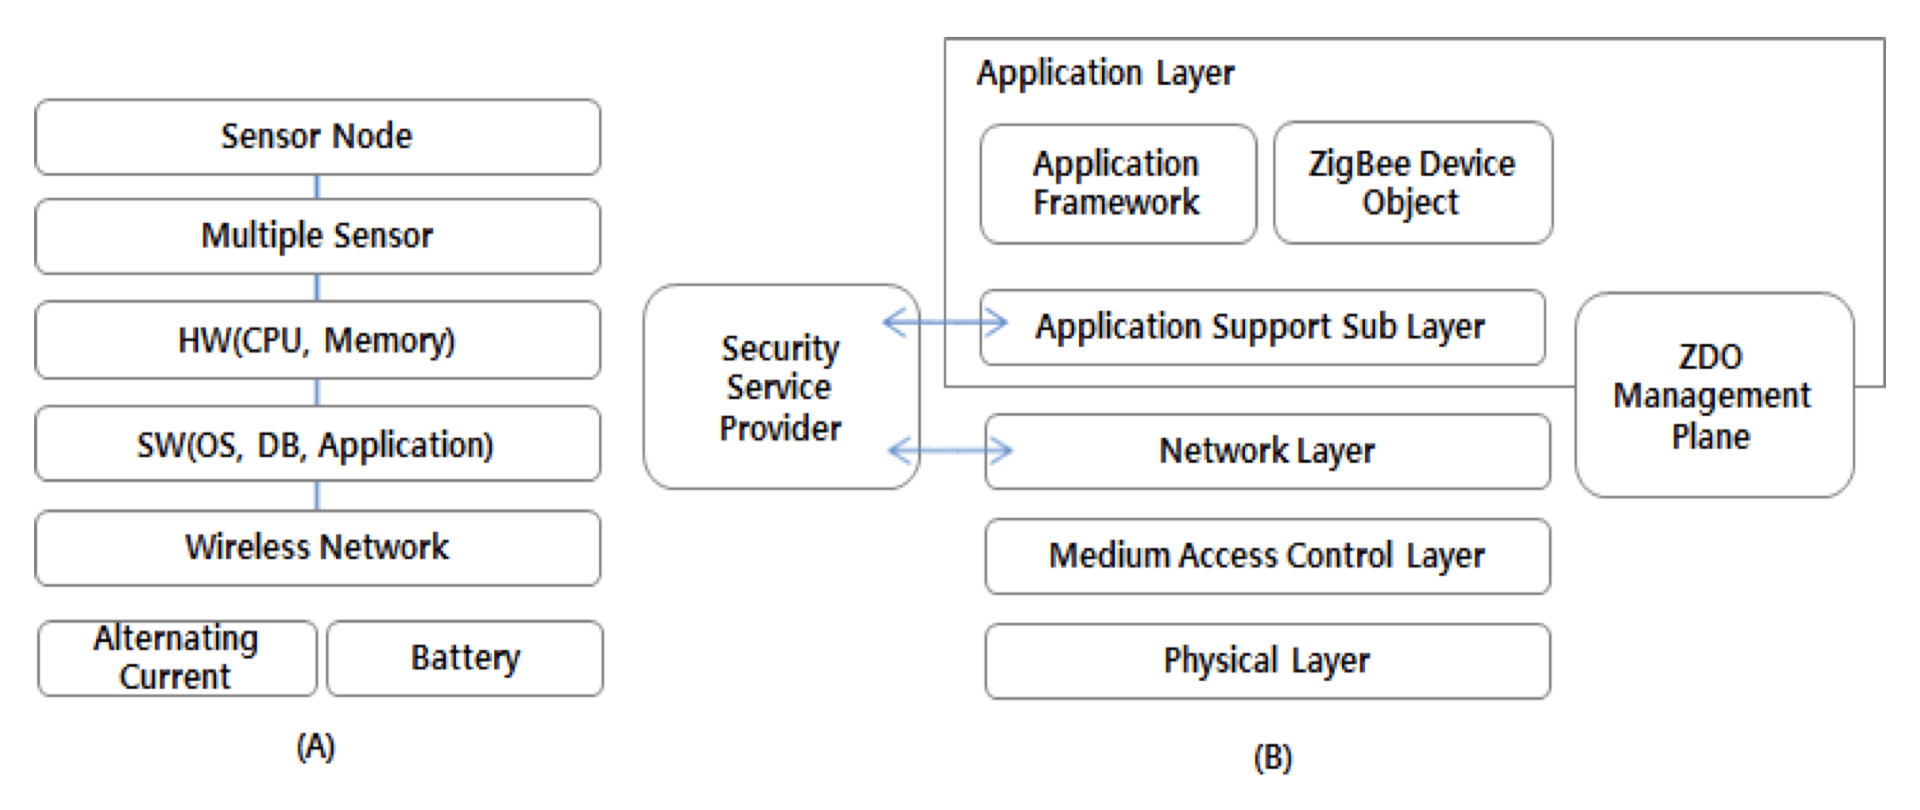 Sensor Node
Multiple Sensor
HW(CPU, Memory)
SW(OS, DB, Application)
Wireless Network
Alternating
Current
Battery
(A)
Application Layer
Application
Framework
ZigBee Device
Object
Security
Service
Provider
Application Support Sub Layer
ZDO
Management
Plane
Network Layer
Medium Access Control Layer
Physical Layer
(B)